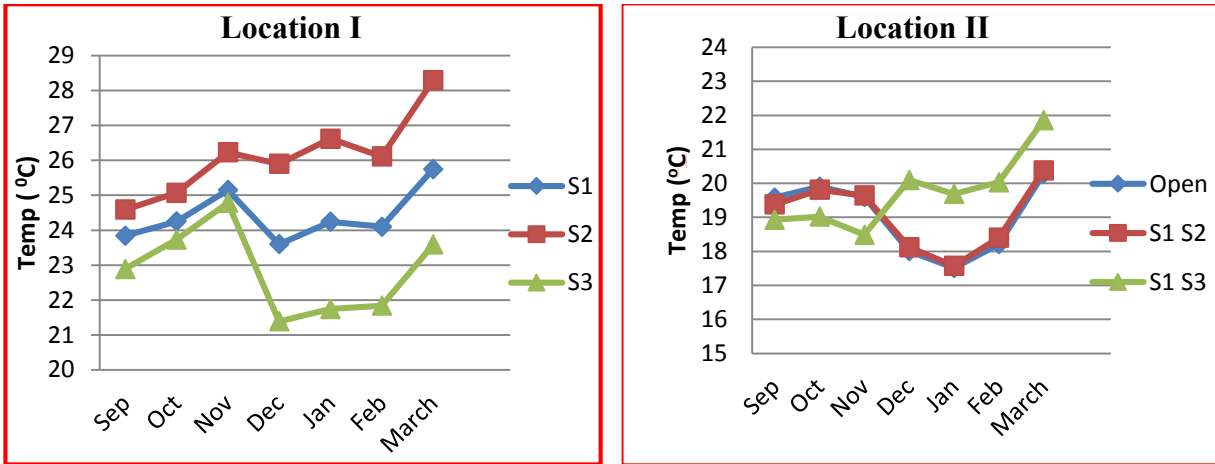 Location I
Temp ( ⁰C)
29
28
27
26
25
24
23
22
21
20
Sep
Oct
Nov
Dec
Jan
Feb
March
S1
S2
S3
Location II
Temp (ºC)
24
23
22
21
20
19
18
17
16
15
Sep
Oct
Nov
Dec
Jan
Feb
March
Open
S1 S2
S1 S3